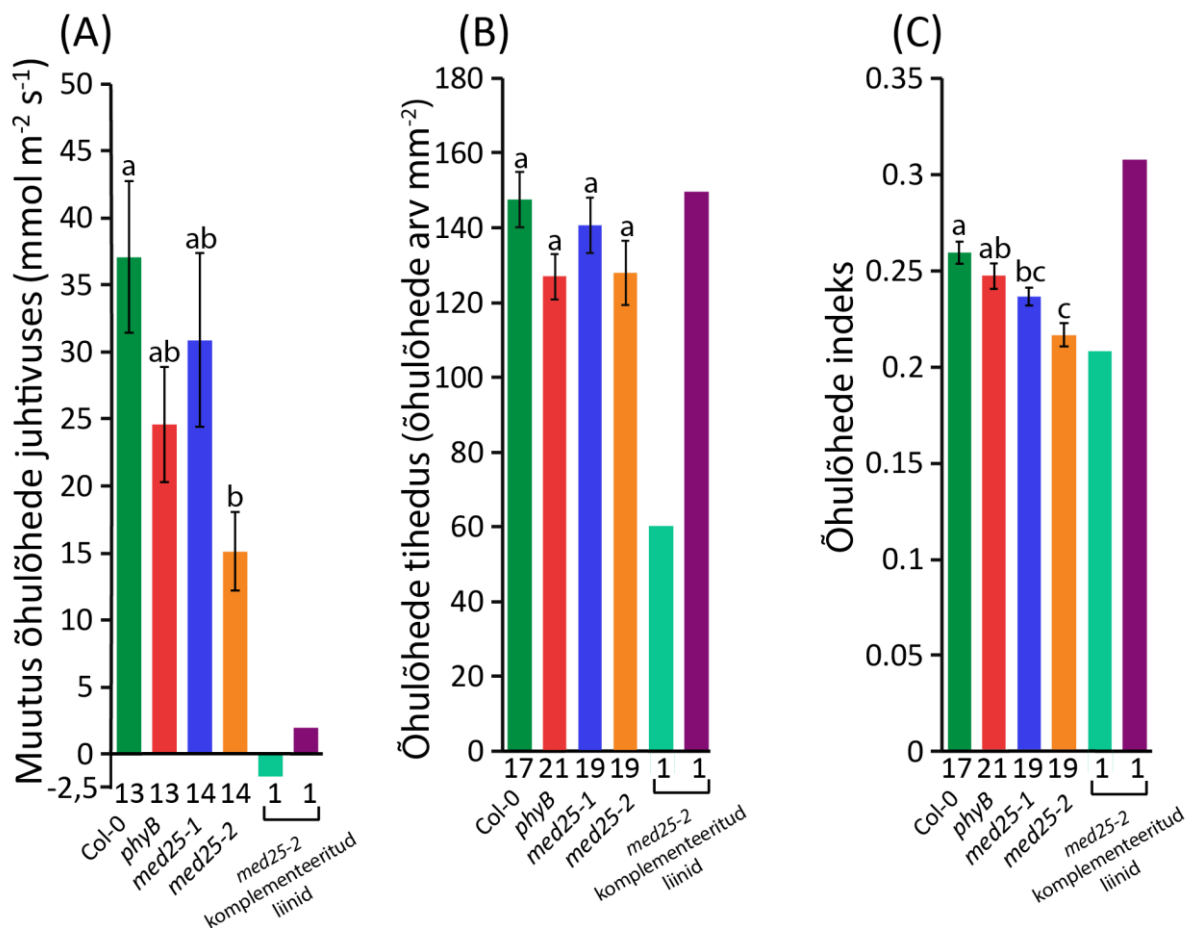 (A)
Muutus õhulõhede juhtivuses (mmol m⁻² s⁻¹)
50
45
40
35
30
25
20
15
10
5
0
-2,5
a
ab
ab
b
13 13 14 14 1 1
Col-0
phyB
med25-1
med25-2
med25-2
komplementeeritud
liinid
(B)
Õhulõhede tihedus (õhulõhede arv mm⁻²)
180
160
140
120
100
80
60
40
20
0
a
a
a
a
17 21 19 19 1 1
Col-0
phyB
med25-1
med25-2
med25-2
komplementeeritud
liinid
(C)
Õhulõhede indeks
0.35
0.3
0.25
0.2
0.15
0.1
0.05
0
a
ab
bc
c
17 21 19 19 1 1
Col-0
phyB
med25-1
med25-2
med25-2
komplementeeritud
liinid